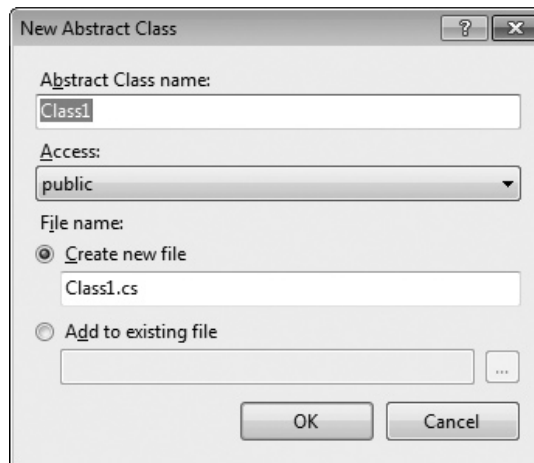 New Abstract Class
Abstract Class name:
Class1
Access:
public
File name:
Create new file
Class1.cs
Add to existing file
...
OK Cancel